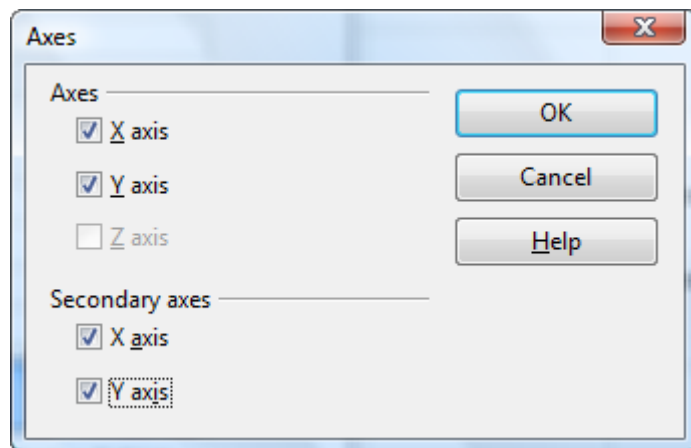 Axes
Axes
X axis
Y axis
Z axis
Secondary axes
X axis
Y axis
OK
Cancel
Help